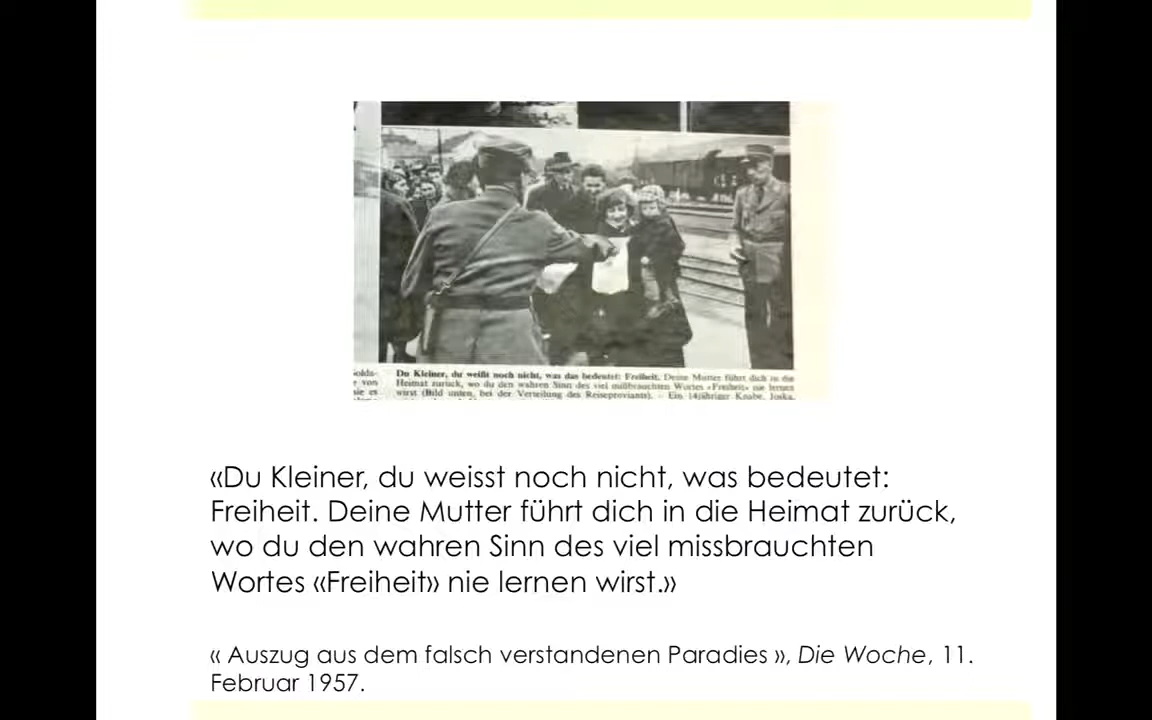 Du Kleiner, du weißt noch nicht, was das bedeutet: Freiheit. Deine Mutter führt dich in die
von Heimat zurück, wo du den wahren Sinn des viel mißbrauchten Wortes «Freiheit» nie lernen
sie es wirst (Bild unten, bei der Verteilung des Reiseproviants). – Ein 14jähriger Knabe, Joska,
«Du Kleiner, du weisst noch nicht, was bedeutet:
Freiheit. Deine Mutter führt dich in die Heimat zurück,
wo du den wahren Sinn des viel missbrauchten
Wortes «Freiheit» nie lernen wirst.»
« Auszug aus dem falsch verstandenen Paradies », Die Woche, 11.
Februar 1957.